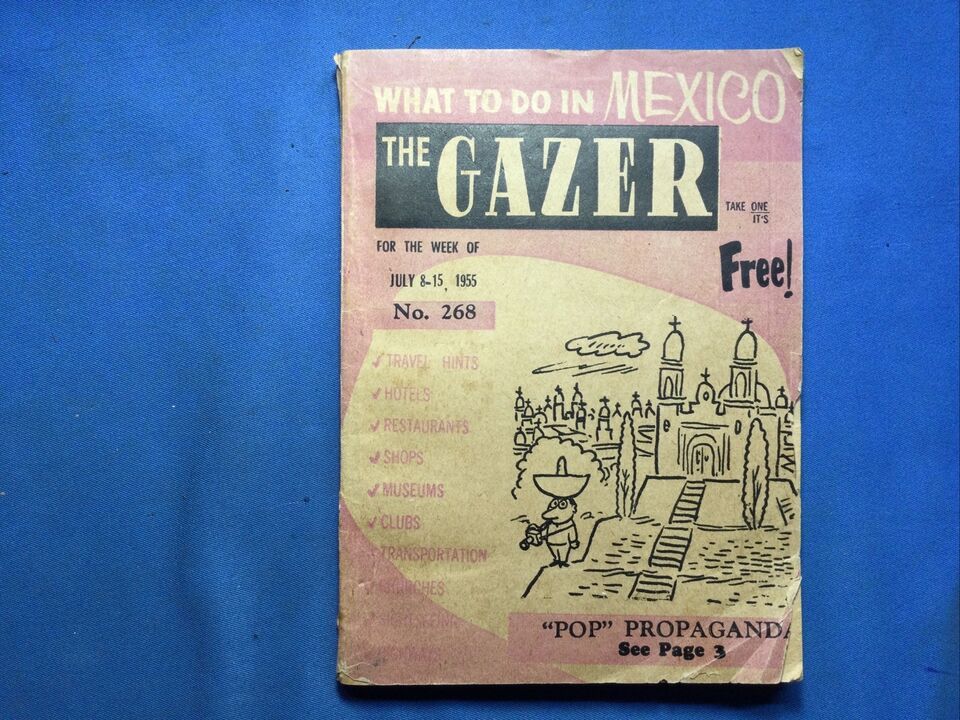 WHAT TO DO IN MEXICO
THE GAZER
TAKE ONE
IT'S
Free!
FOR THE WEEK OF
JULY 8-15, 1955
No. 268
TRAVEL HINTS
HOTELS
RESTAURANTS
SHOPS
MUSEUMS
CLUBS
TRANSPORTATION
CHURCHES
"POP" PROPAGANDA
See Page 3